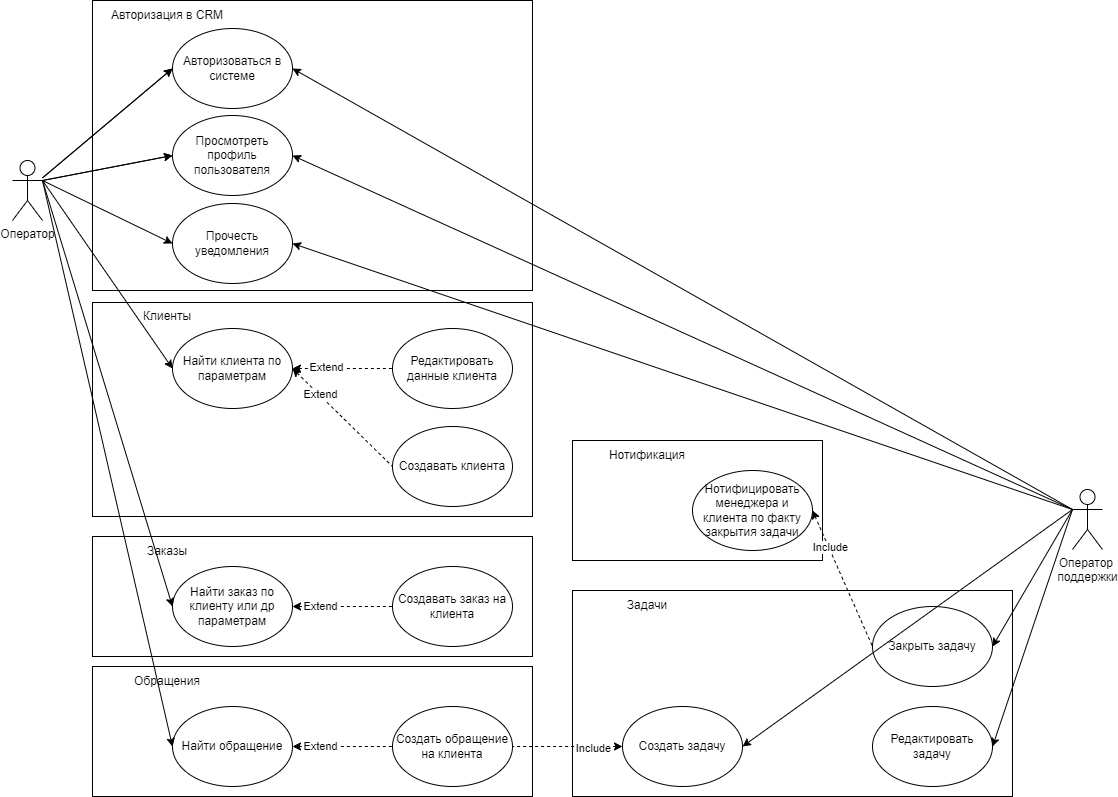 Авторизация в CRM
Авторизоваться в
системе
Просмотреть
профиль
пользователя
Оператор
Прочесть
уведомления
Клиенты
Найти клиента по
параметрам
Extend
Редактировать
данные клиента
Extend
Создавать клиента
Нотификация
Нотифицировать
менеджера и
клиента по факту
закрытия задачи
Include
Оператор
поддержки
Заказы
Найти заказ по
клиенту или др
параметрам
Extend
Создавать заказ на
клиента
Задачи
Закрыть задачу
Обращения
Найти обращение
Extend
Создать обращение
на клиента
Include
Создать задачу
Редактировать
задачу